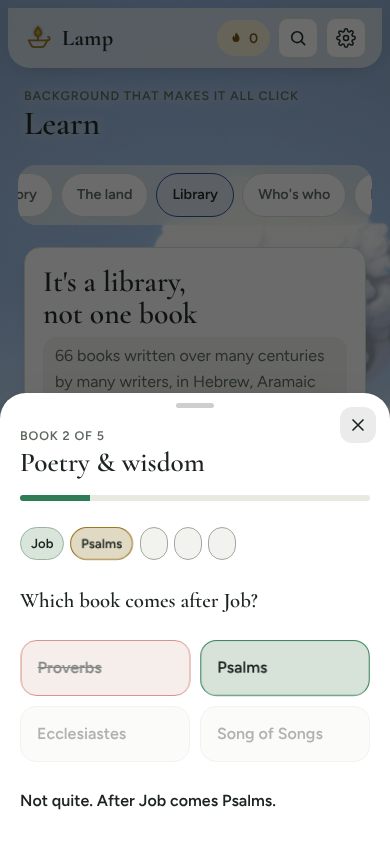 Lamp
0
BACKGROUND THAT MAKES IT ALL CLICK
Learn
ory
The land
Library
Who's who
It's a library,
not one book
66 books written over many centuries
by many writers, in Hebrew, Aramaic
BOOK 2 OF 5
Poetry & wisdom
Job
Psalms
Which book comes after Job?
Proverbs
Psalms
Ecclesiastes
Song of Songs
Not quite. After Job comes Psalms.